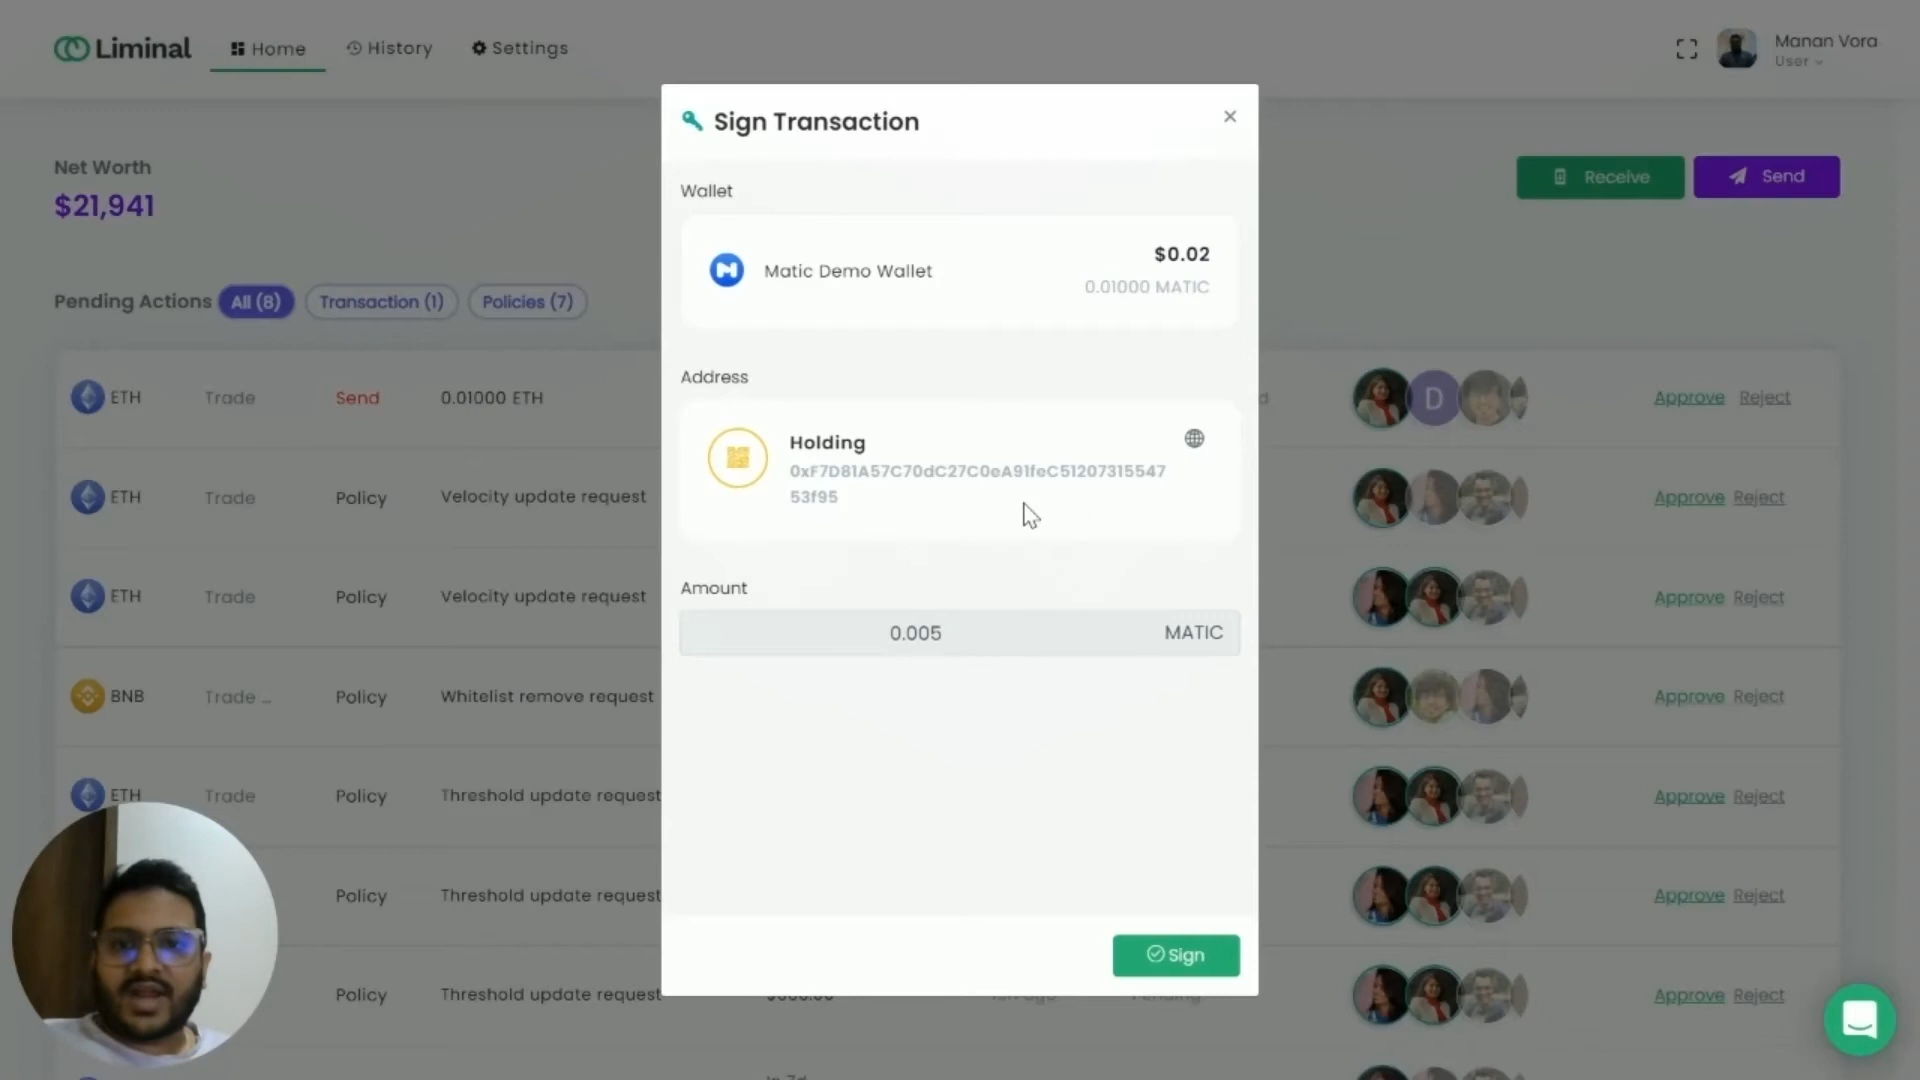 Liminal
Home
History
Settings
Manan Vora
User
Net Worth
$21,941
Receive
Send
Pending Actions
All (8)
Transaction (1)
Policies (7)
Sign Transaction
×
Wallet
Matic Demo Wallet
$0.02
0.01000 MATIC
Address
Holding
0xF7D81A57C70dC27C0eA91feC51207315547
53f95
Amount
0.005 MATIC
Sign
ETH Trade Send 0.01000 ETH
D
Approve Reject
ETH Trade Policy Velocity update request
Approve Reject
ETH Trade Policy Velocity update request
Approve Reject
BNB Trade ... Policy Whitelist remove request
Approve Reject
ETH Trade Policy Threshold update request
Approve Reject
Policy Threshold update request
Approve Reject
Policy Threshold update request
Approve Reject